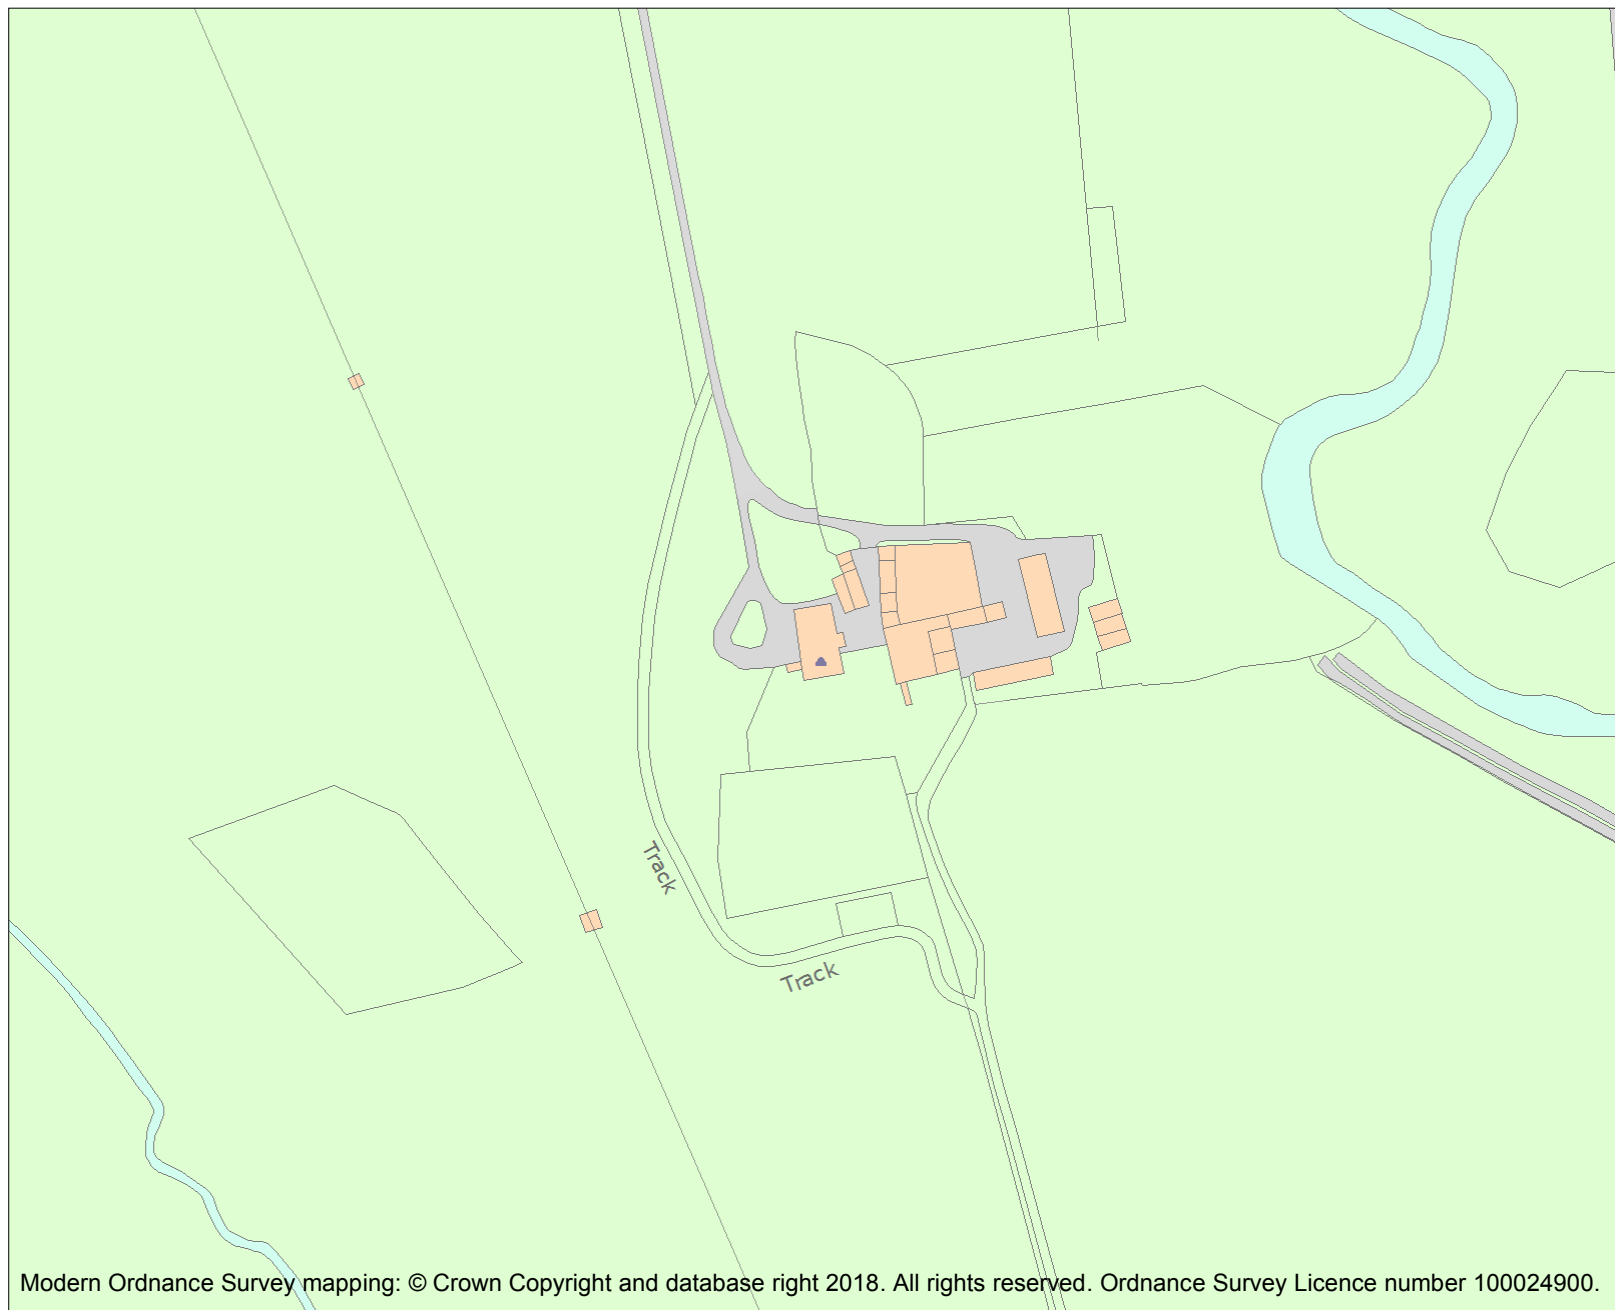 Track
Track
Modern Ordnance Survey mapping: © Crown Copyright and database right 2018. All rights reserved. Ordnance Survey Licence number 100024900.